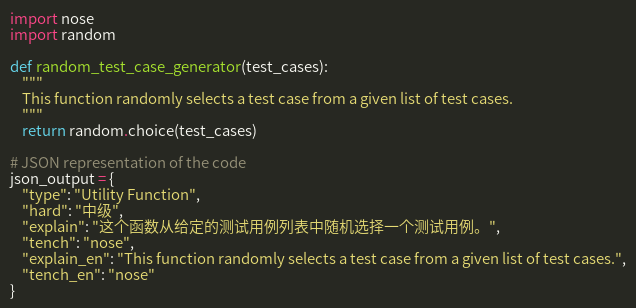 import nose
import random
def random_test_case_generator(test_cases):
"""
This function randomly selects a test case from a given list of test cases.
"""
return random.choice(test_cases)
# JSON representation of the code
json_output = {
"type": "Utility Function",
"hard": "中级",
"explain": "这个函数从给定的测试用例列表中随机选择一个测试用例。",
"tench": "nose",
"explain_en": "This function randomly selects a test case from a given list of test cases.",
"tench_en": "nose"
}